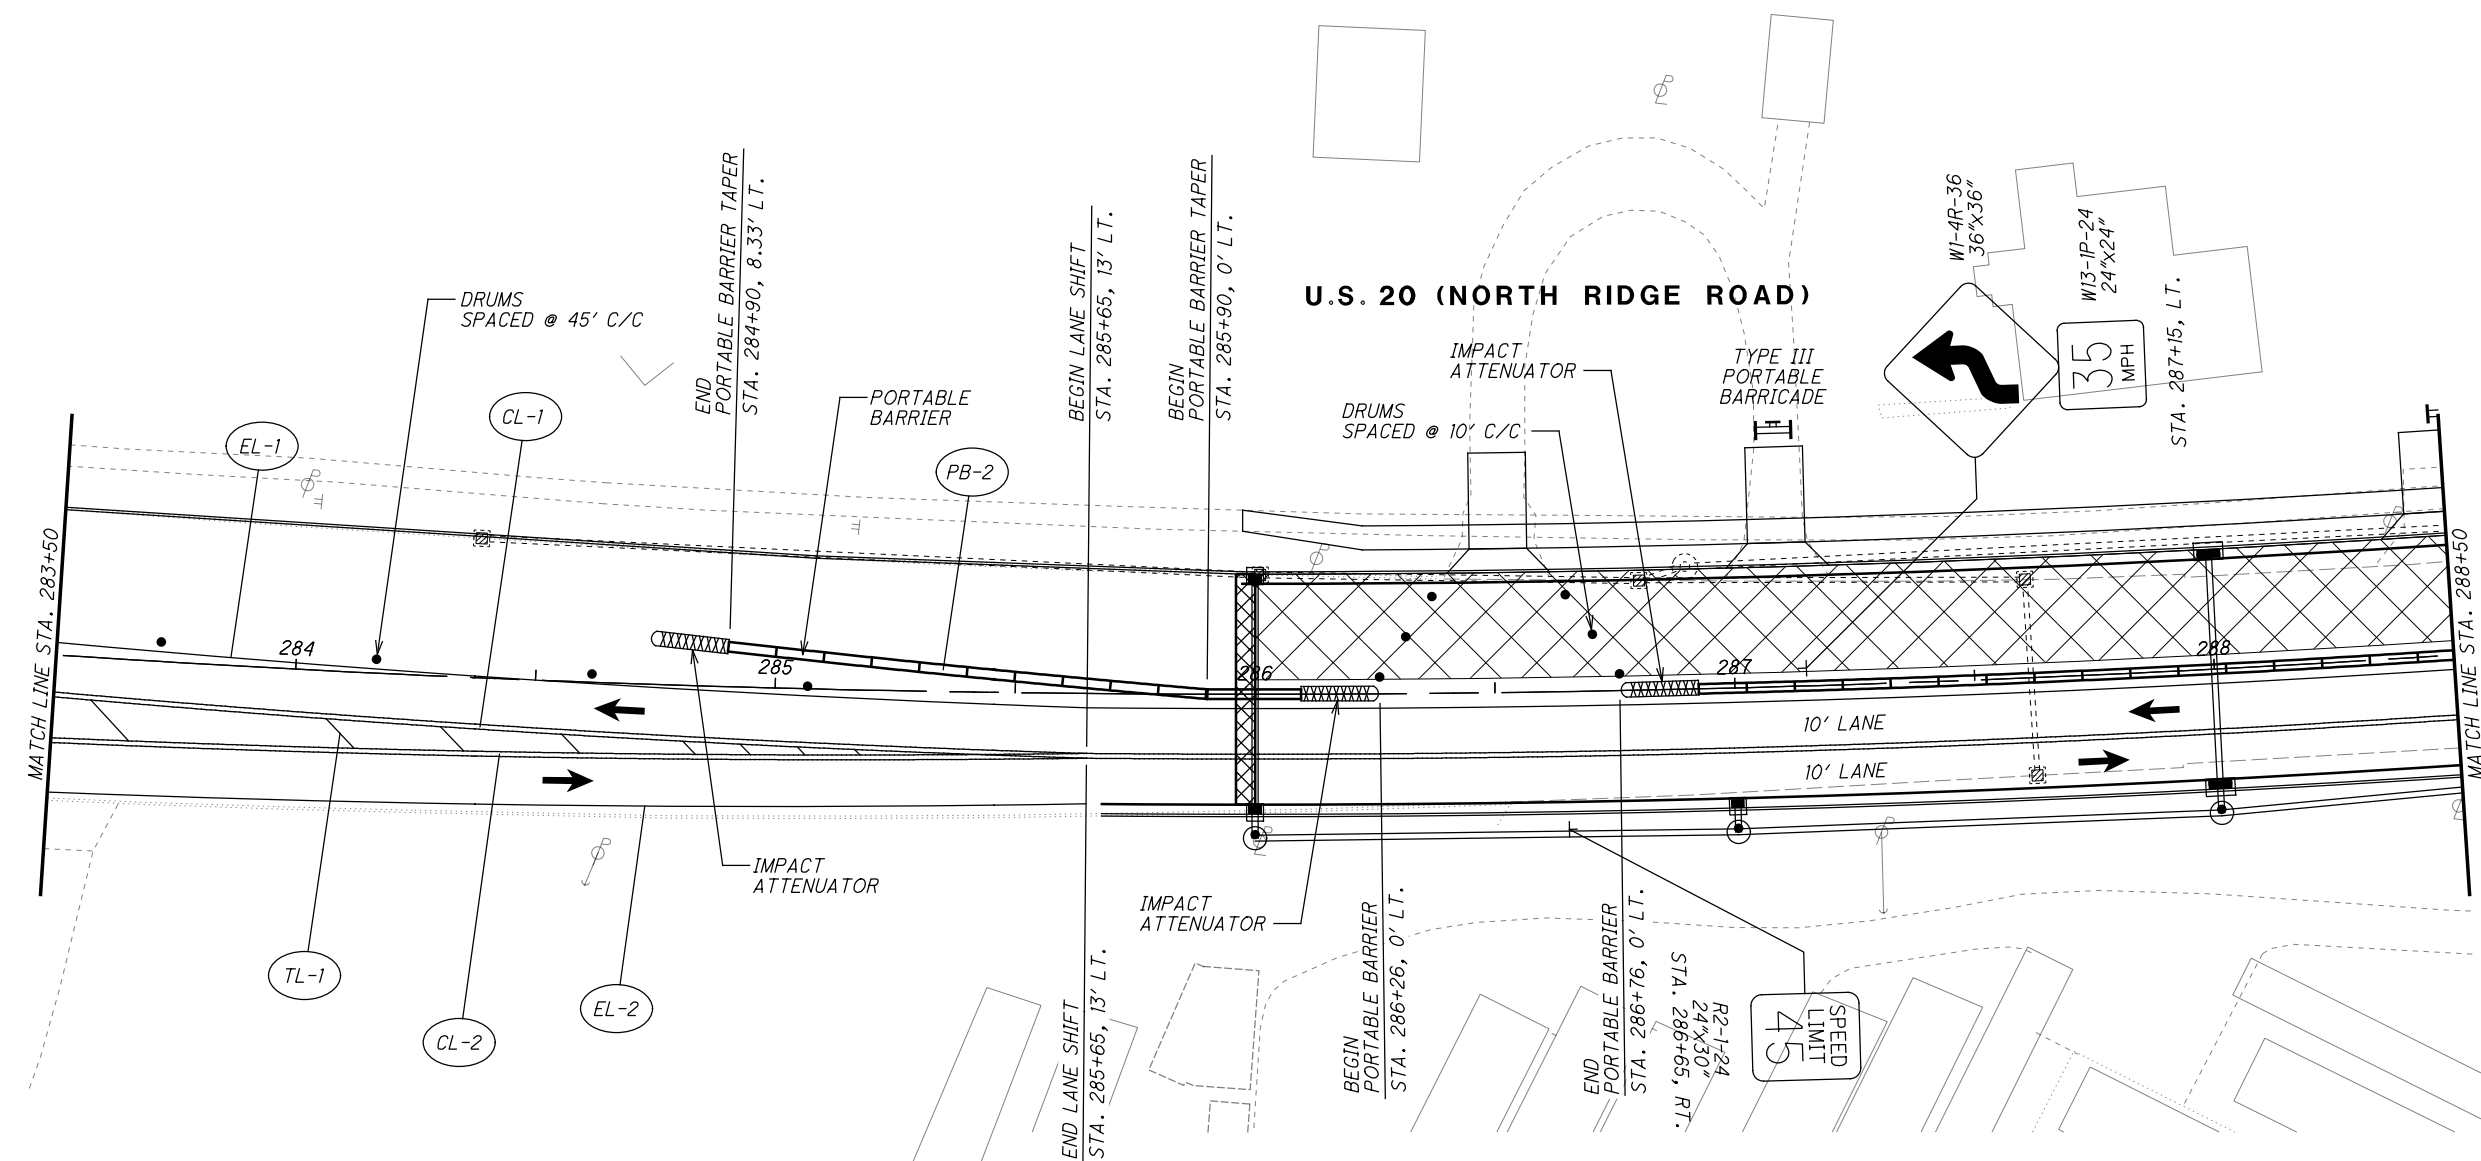 MATCH LINE STA. 283+50
EL-1
DRUMS
SPACED @ 45' C/C
CL-1
END
PORTABLE BARRIER TAPER
STA. 284+90, 8.33' LT.
PORTABLE
BARRIER
PB-2
BEGIN LANE SHIFT
STA. 285+65, 13' LT.
BEGIN
PORTABLE BARRIER TAPER
STA. 285+90, 0' LT.
U.S. 20 (NORTH RIDGE ROAD)
IMPACT
ATTENUATOR
DRUMS
SPACED @ 10' C/C
TYPE III
PORTABLE
BARRICADE
W1-4R-36
36"x36"
W13-1P-24
24"x24"
35
MPH
STA. 287+15, LT.
284
285
286
287
288
10' LANE
10' LANE
MATCH LINE STA. 288+50
TL-1
CL-2
EL-2
IMPACT
ATTENUATOR
END LANE SHIFT
STA. 285+65, 13' LT.
IMPACT
ATTENUATOR
BEGIN
PORTABLE BARRIER
STA. 286+26, 0' LT.
END
PORTABLE BARRIER
STA. 286+76, 0' LT.
R2-1-24
24"x30"
STA. 286+65, RT.
SPEED
LIMIT
45